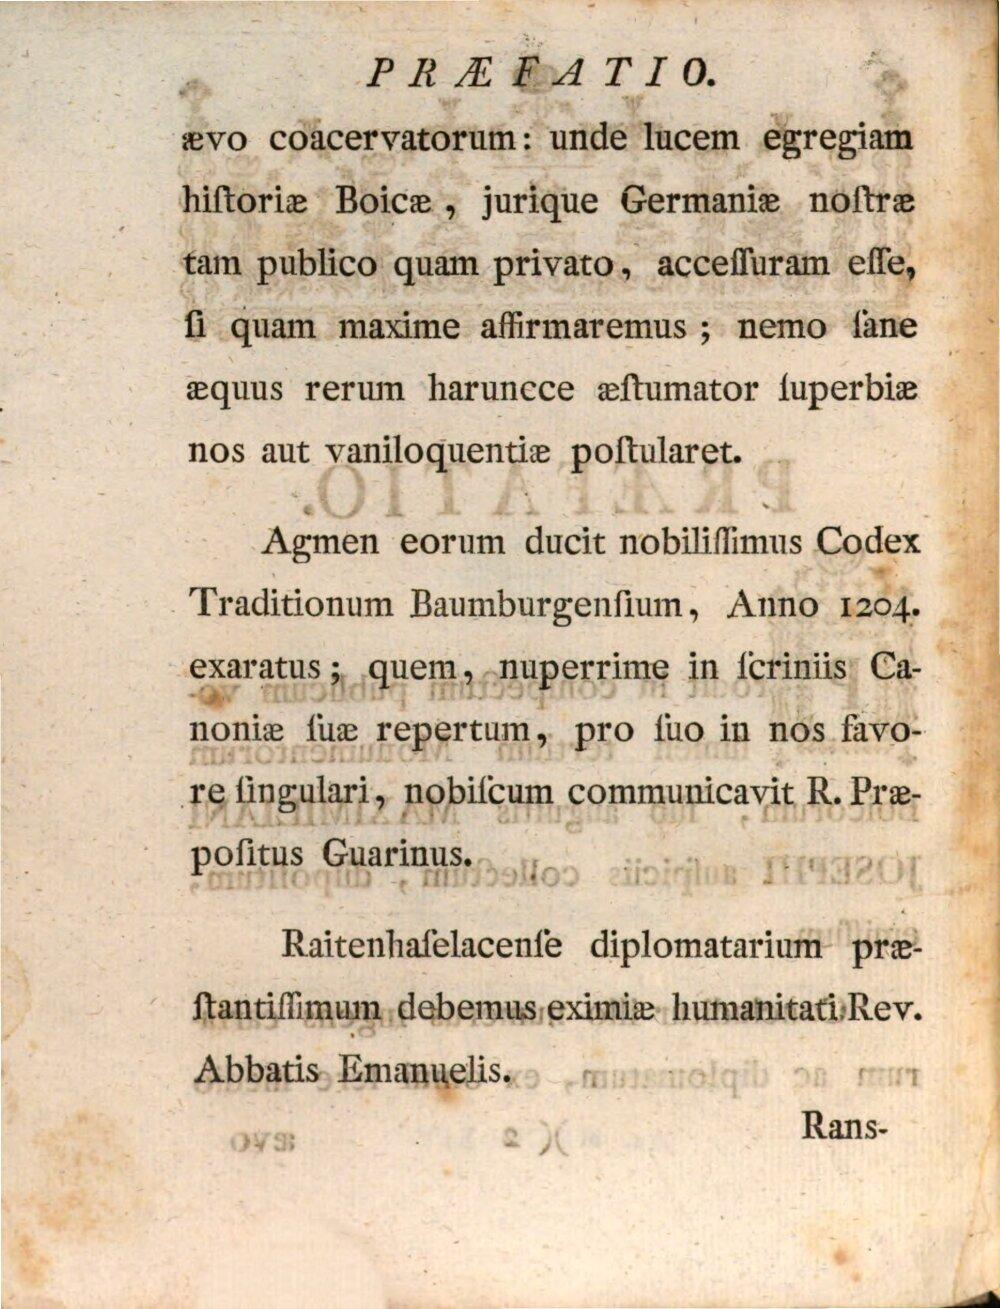 PRÆFATIO.
ævo coacervatorum: unde lucem egregiam
hiſtoriæ Boicæ, jurique Germaniæ noſtræ
tam publico quam privato, acceſſuram eſſe,
ſi quam maxime affirmaremus; nemo ſane
æquus rerum haruncce æſtumator ſuperbiæ
nos aut vaniloquentiæ poſtularet.
Agmen eorum ducit nobiliſſimus Codex
Traditionum Baumburgenſium, Anno 1204.
exaratus; quem, nuperrime in ſcriniis Ca-
noniæ ſuæ repertum, pro ſuo in nos favo-
re ſingulari, nobiſcum communicavit R. Præ-
poſitus Guarinus.
Raitenhaſelacenſe diplomatarium præ-
ſtantiſſimum debemus eximiæ humanitati Rev.
Abbatis Emanuelis.
Rans-